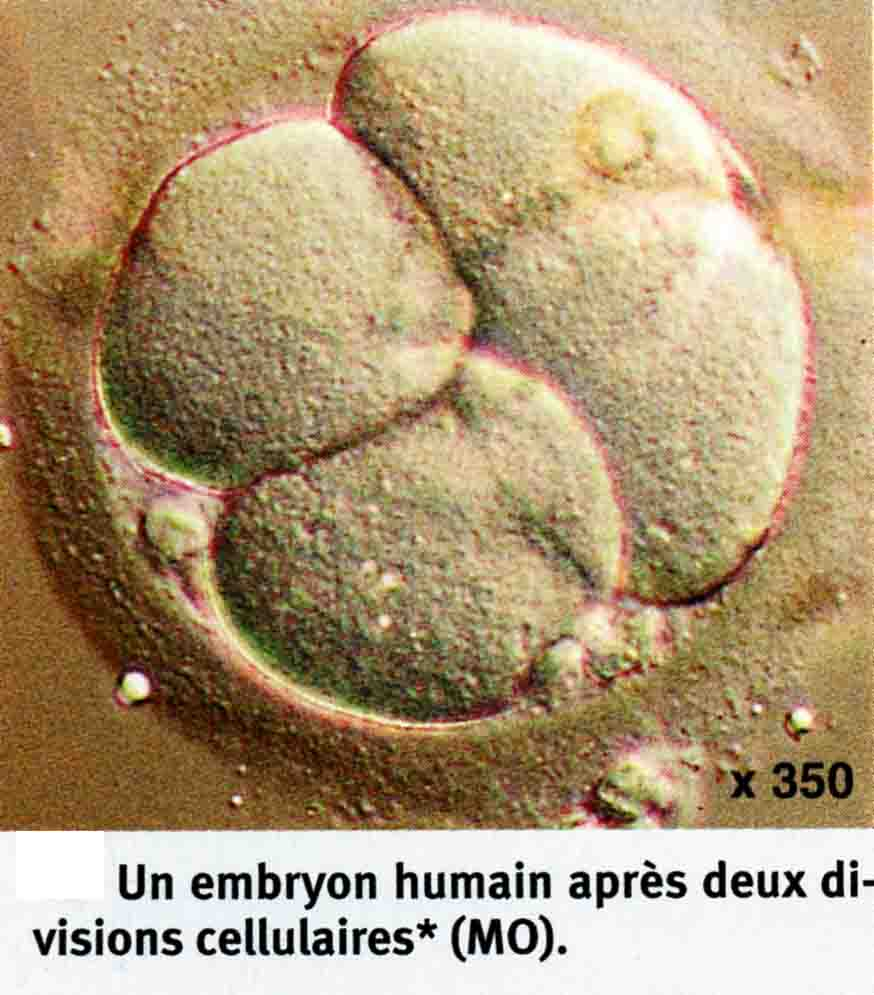 x 350
Un embryon humain après deux di-
visions cellulaires* (MO).